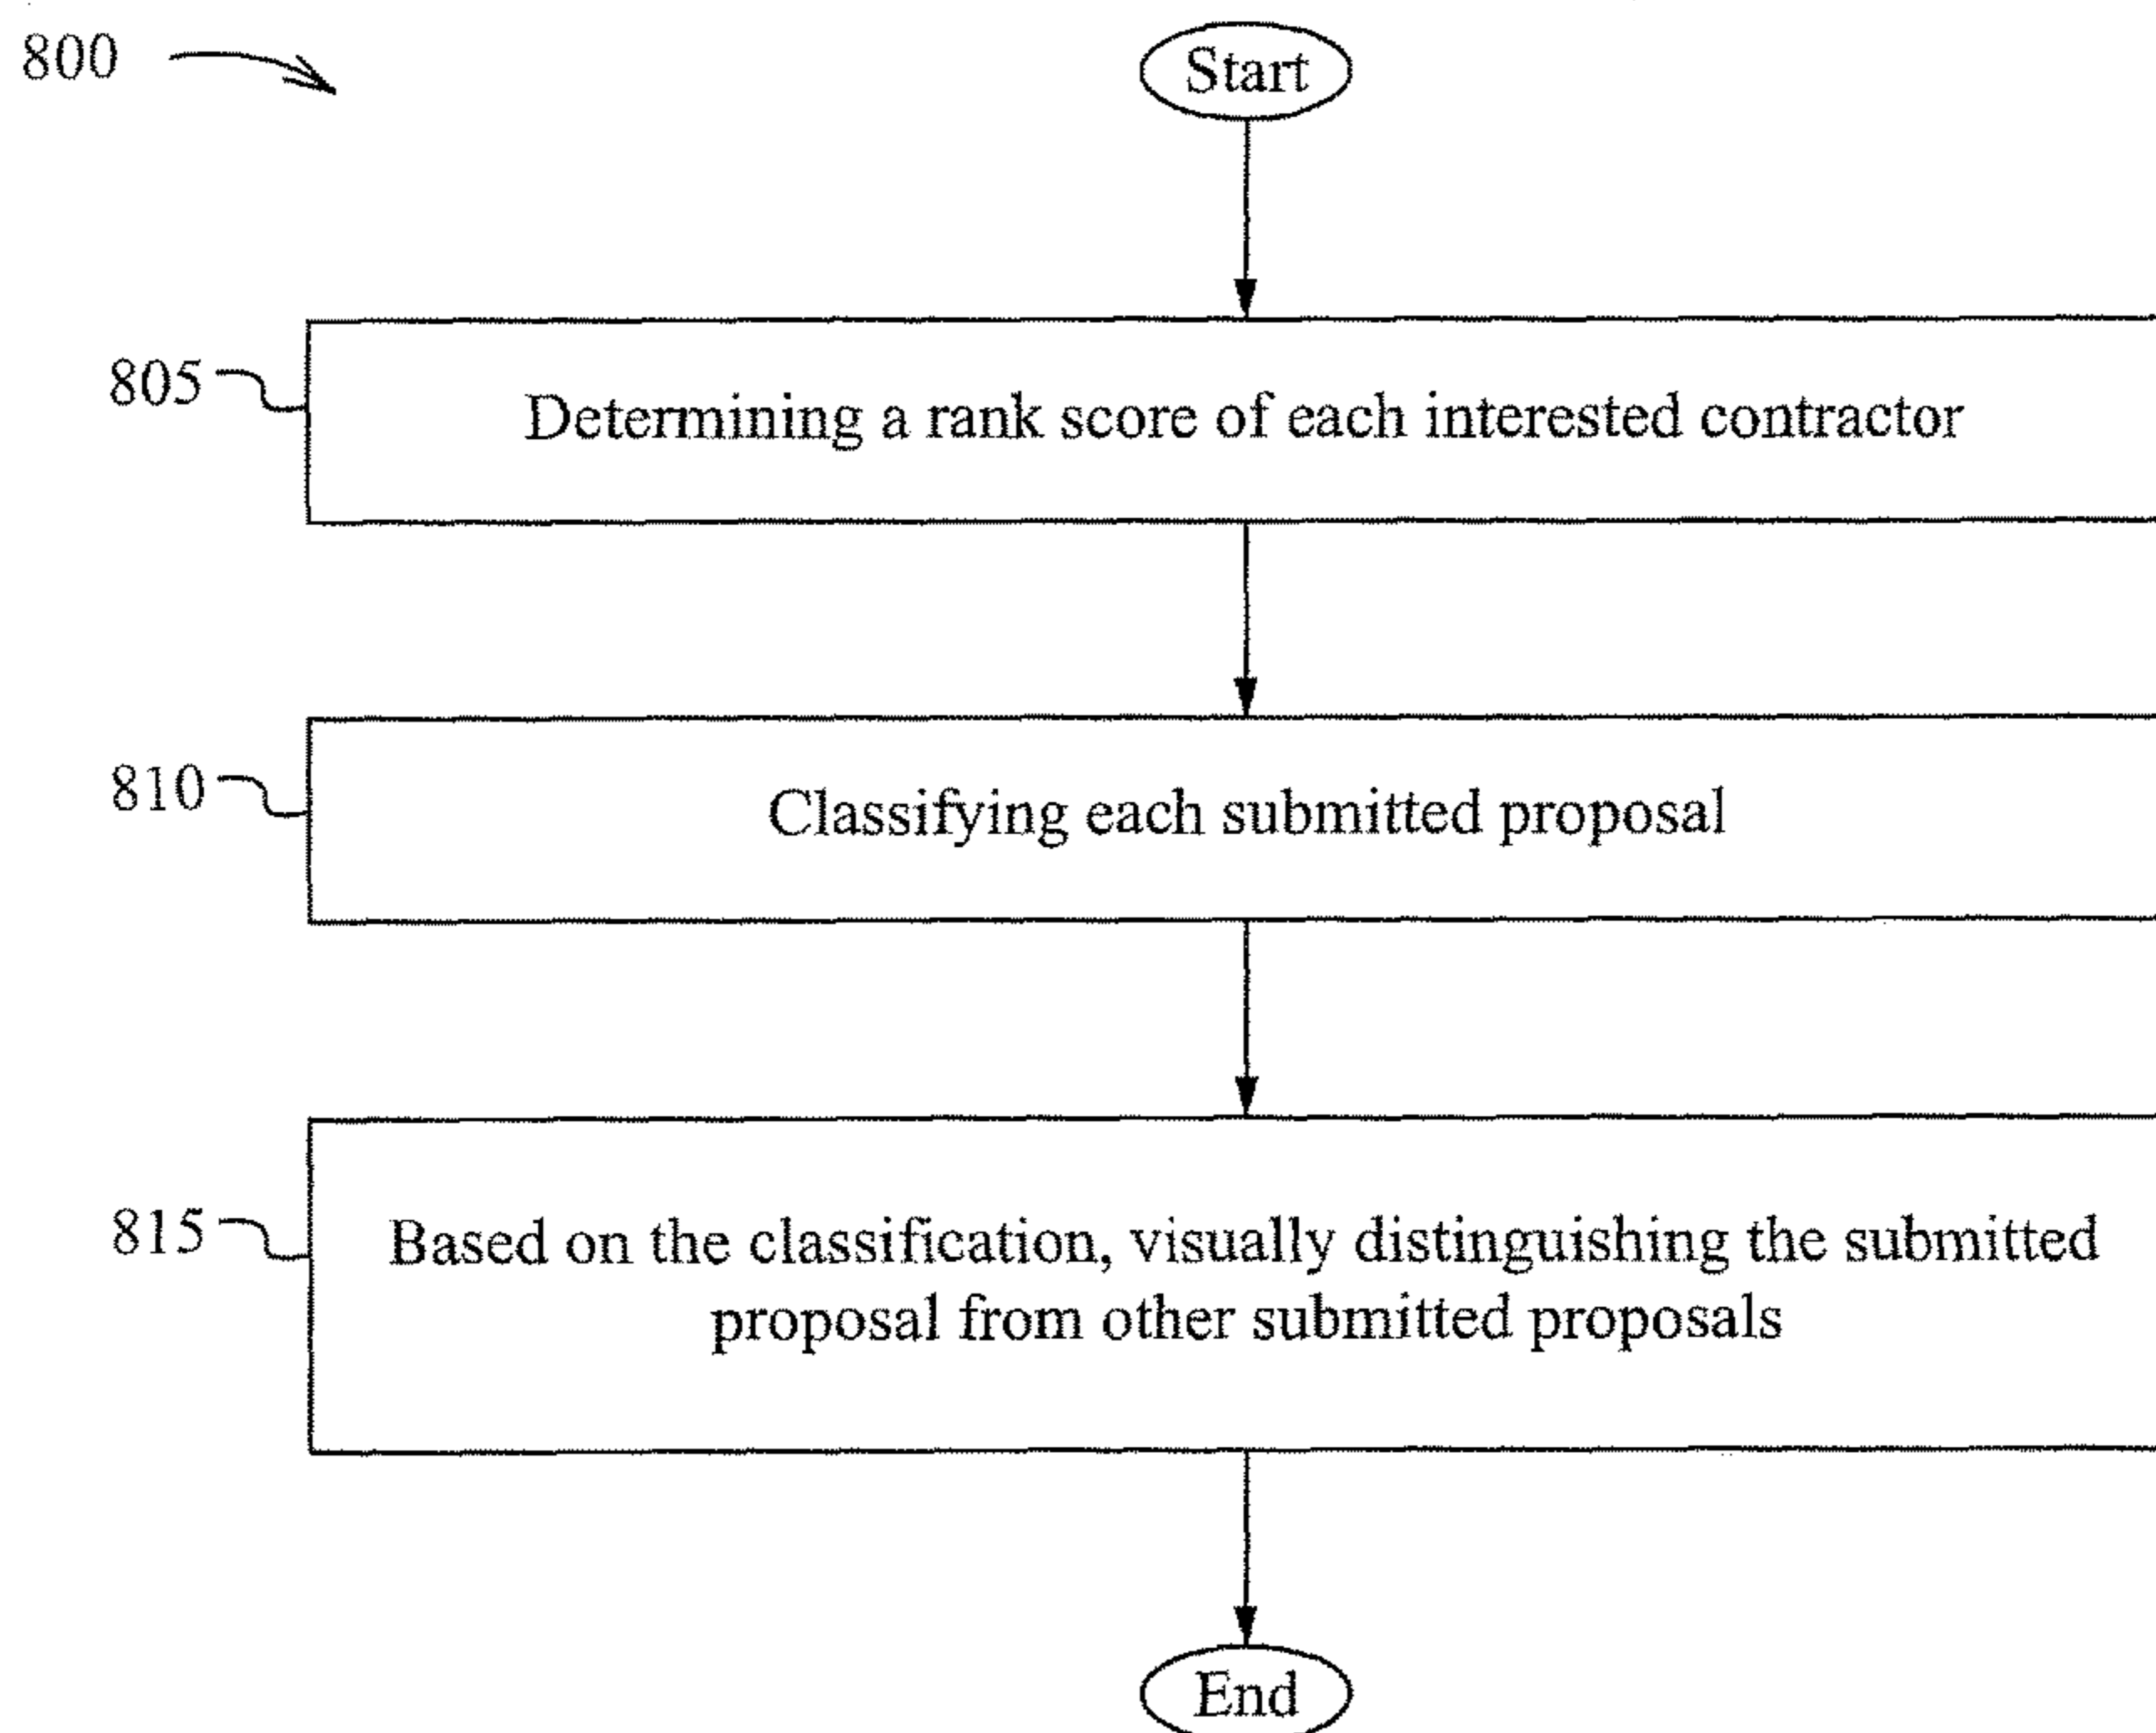 800
Start
805
Determining a rank score of each interested contractor
810
Classifying each submitted proposal
815
Based on the classification, visually distinguishing the submitted
proposal from other submitted proposals
End